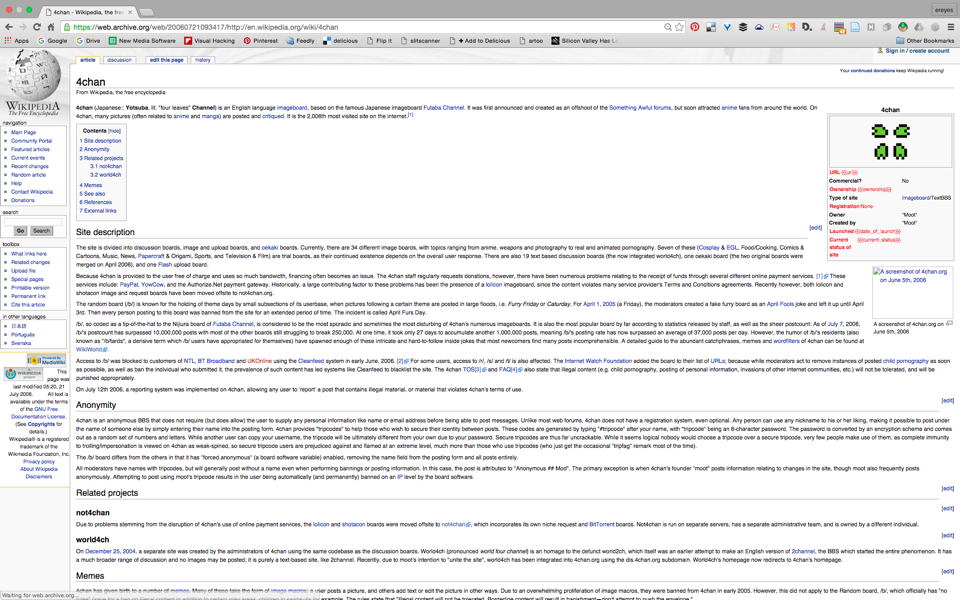 4chan - Wikipedia, the free
ereyes
https://web.archive.org/web/20060721093417/http://en.wikipedia.org/wiki/4chan
Apps Google Drive New Media Software Visual Hacking Pinterest Feedly delicious Flip it slitscanner + Add to Delicious artoo Silicon Valley Has L Other Bookmarks
Sign in / create account
article discussion edit this page history
Your continued donations keep Wikipedia running!
4chan
From Wikipedia, the free encyclopedia
4chan (Japanese: Yotsuba, lit. "four leaves" Channel) is an English language imageboard, based on the famous Japanese imageboard Futaba Channel. It was first announced and created as an offshoot of the Something Awful forums, but soon attracted anime fans from around the world. On
4chan, many pictures (often related to anime and manga) are posted and critiqued. It is the 2,008th most visited site on the internet.[1]
Contents [hide]
1 Site description
2 Anonymity
3 Related projects
3.1 not4chan
3.2 world4ch
4 Memes
5 See also
6 References
7 External links
4chan
URL {{{url}}}
Commercial? No
Ownership {{{ownership}}}
Type of site Imageboard/TextBBS
Registration None
Owner "Moot"
Created by "Moot"
Launched {{{date_of_launch}}}
Current {{{current_status}}}
status of
site
A screenshot of 4chan.org
on June 5th, 2006
A screenshot of 4chan.org on
June 5th, 2006
WIKIPEDIA
The Free Encyclopedia
navigation
Main Page
Community Portal
Featured articles
Current events
Recent changes
Random article
Help
Contact Wikipedia
Donations
search
Go Search
toolbox
What links here
Related changes
Upload file
Special pages
Printable version
Permanent link
Cite this article
in other languages
日本語
Suomi
Svenska
This
page was
last modified 05:20, 21
July 2006. All text is
available under the
terms of the
GNU Free
Documentation License.
(See Copyrights for
details.)
Wikipedia® is a registered
trademark of the
Wikimedia Foundation, Inc.
Privacy policy
About Wikipedia
Disclaimers
Site description [edit]
The site is divided into discussion boards, image and upload boards, and oekaki boards. Currently, there are 34 different image boards, with topics ranging from anime, weapons and photography to real and animated pornography. Seven of these (Cosplay & EGL, Food/Cooking, Comics &
Cartoons, Music, News, Papercraft & Origami, Sports, and Television & Film) are trial boards, as their continued existence depends on the overall user response. There are also 19 text based discussion boards (the now integrated world4ch), one oekaki board (the two original boards were
merged on April 2006), and one Flash upload board.
Because 4chan is provided to the user free of charge and uses so much bandwidth, financing often becomes an issue. The 4chan staff regularly requests donations, however, there have been numerous problems relating to the receipt of funds through several different online payment services. [1] These
services include: PayPal, YowCow, and the Authorize.Net payment gateway. Historically, a large contributing factor to these problems has been the presence of a lolicon imageboard, since the content violates many service provider's Terms and Conditions agreements. Recently however, both lolicon and
shotacon image and request boards have been moved offsite to not4chan.org.
The random board (/b/) is known for the holding of theme days by small subsections of its userbase, when pictures following a certain theme are posted in large floods, i.e. Furry Friday or Caturday. For April 1, 2005 (a Friday), the moderators created a fake furry board as an April Fools joke and left it up until April
3rd. Then every person posting to this board was banned from the site for an extended period of time. The incident is called April Furs Day.
/b/, so coded as a tip-of-the-hat to the Nijiura board of Futaba Channel, is considered to be the most sporadic and sometimes the most disturbing of 4chan's numerous imageboards. It is also the most popular board by far according to statistics released by staff, as well as the sheer postcount: As of July 7, 2006,
/b/'s postcount has surpassed 10,000,000 posts with most of the other boards still struggling to break 250,000. At one time, it took only 27 days to accumulate another 1,000,000 posts, meaning /b/'s posting rate has now surpassed an average of 37,000 posts per day. However, the humor of /b/'s residents (also
known as "/b/tards", a derisive term which /b/ users have appropriated for themselves) have spawned enough of these intricate and hard-to-follow inside jokes that most newcomers find many posts incomprehensible. A detailed guide to the abundant catchphrases, memes and wordfilters of 4chan can be found at
WikiWorld.
Access to /b/ was blocked to customers of NTL, BT Broadband and UKOnline using the Cleanfeed system in early June, 2006. [2] For some users, access to /r/, /s/ and /t/ is also affected. The Internet Watch Foundation added the board to their list of URLs; because while moderators act to remove instances of posted child pornography as soon
as possible, as well as ban the individual who submitted it, the prevalence of such content has led systems like Cleanfeed to blacklist the site. The 4chan TOS[3] and FAQ[4] also state that illegal content (e.g. child pornography, posting of personal information, invasions of other internet communities, etc.) will not be tolerated, and will be
punished appropriately.
On July 12th, 2006, a reporting system was implemented on 4chan, allowing any user to 'report' a post that contains illegal material, or material that violates 4chan's terms of use.
Anonymity [edit]
4chan is an anonymous BBS that does not require (but does allow) the user to supply any personal information like name or email address before being able to post messages. Unlike most web forums, 4chan does not have a registration system, even optional. Any person can use any nickname to his or her liking, making it possible to post under
the name of someone else by simply entering their name into the posting form. 4chan provides "tripcodes" to help those who wish to secure their identity between posts. These codes are generated by typing "#tripcode" after your name, with "tripcode" being an 8-character password. The password is converted by an encryption scheme and comes
out as a random set of numbers and letters. While another user can copy your username, the tripcode will be ultimately different from your own due to your password. Secure tripcodes are thus far uncrackable. While it seems logical nobody would choose a tripcode over a secure tripcode, very few people make use of them, as complete immunity
to trolling/impersonation is viewed on 4chan as weak-spined, so secure tripcode users are prejudiced against and flamed at an extreme level, much more than those who use tripcodes (who just get the occasional "tripfag" remark most of the time).
The /b/ board differs from the others in that it has "forced anonymous" (a board software variable) enabled, removing the name field from the posting form and all posts entirely.
All moderators have names with tripcodes, but will generally post without a name even when performing bannings or posting information. In this case, the post is attributed to "Anonymous ## Mod". The primary exception is when 4chan's founder "moot" posts information relating to changes in the site, though moot also frequently posts
anonymously. Attempting to post using moot's tripcode results in the user being automatically (and permanently) banned on an IP level by the board software.
Related projects [edit]
not4chan [edit]
Due to problems stemming from the disruption of 4chan's use of online payment services, the lolicon and shotacon boards were moved offsite to not4chan, which incorporates its own niche request and BitTorrent boards. Not4chan is run on separate servers, has a separate administrative team, and is owned by a different individual.
world4ch [edit]
On December 25, 2004, a separate site was created by the administrators of 4chan using the same codebase as the discussion boards. World4ch (pronounced world four channel) is an homage to the defunct world2ch, which itself was an earlier attempt to make an English version of 2channel, the BBS which started the entire phenomenon. It has
a much broader range of discussion and no images may be posted; it is purely a text-based site, like 2channel. Recently, due to moot's intention to "unite the site", world4ch has been integrated into 4chan.org using the dis.4chan.org subdomain. World4ch's homepage now redirects to 4chan's homepage.
Memes [edit]
4chan has given birth to a number of memes. Many of these take the form of image macros: a user posts a picture, and others add text or edit the picture in other ways. Due to an overwhelming proliferation of image macros, they were banned from 4chan in early 2005. However, this did not apply to the Random board, /b/, which officially has "no
Waiting for web.archive.org...